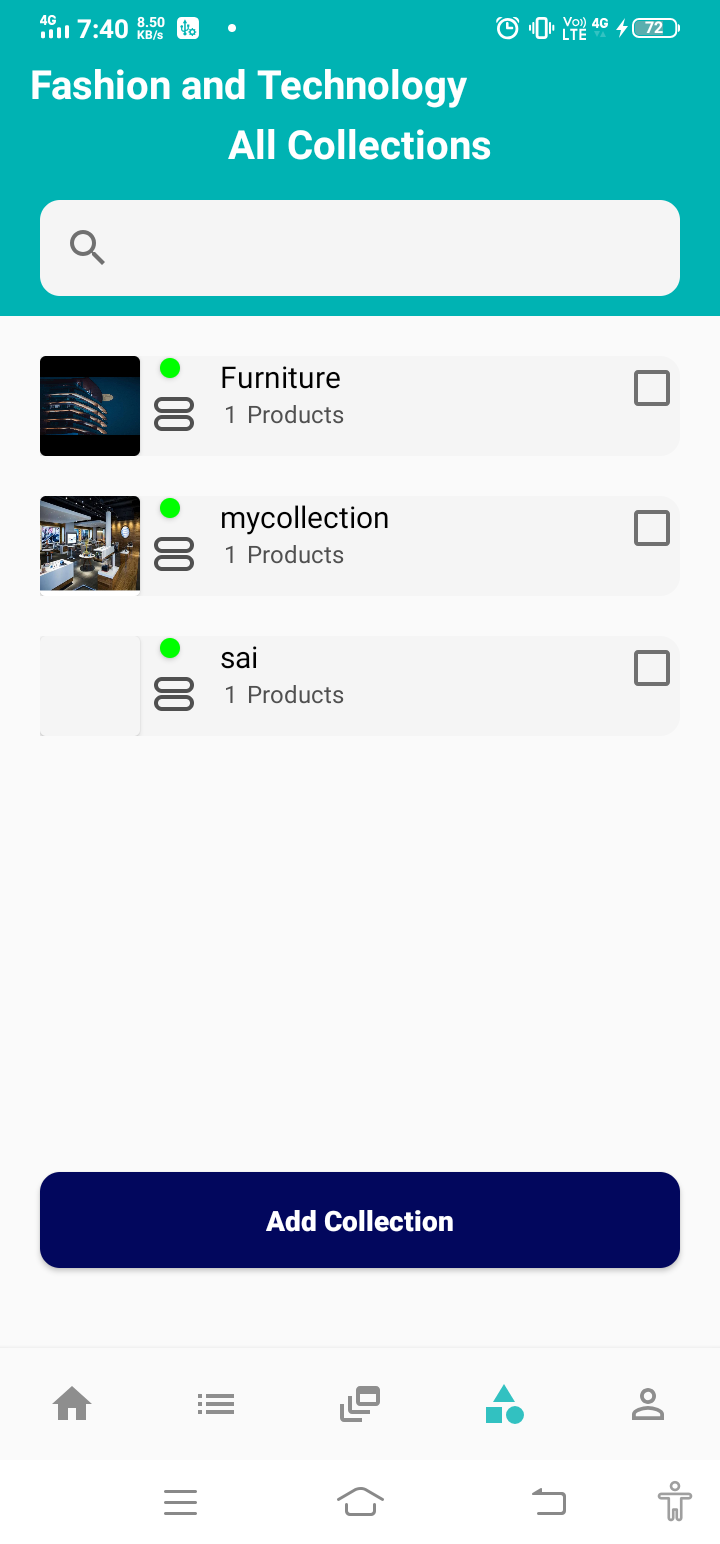 4G 7:40 8.50 KB/s Vo)) LTE 4G 72
Fashion and Technology
All Collections
Furniture
1 Products
mycollection
1 Products
sai
1 Products
Add Collection